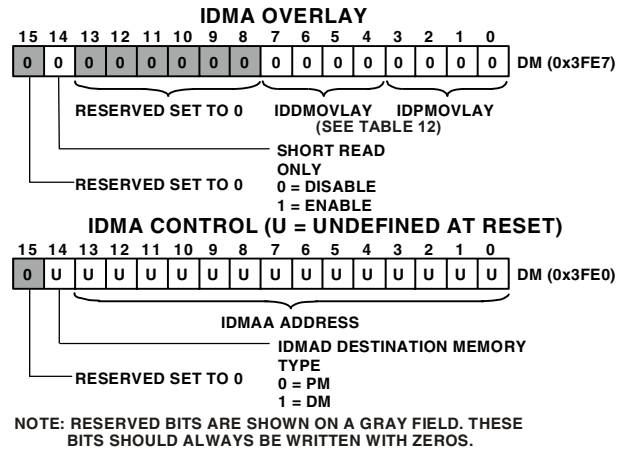 IDMA OVERLAY
15 14 13 12 11 10 9 8 7 6 5 4 3 2 1 0
0 0 0 0 0 0 0 0 0 0 0 0 0 0 0 0 DM (0x3FE7)
RESERVED SET TO 0 IDDMOVLAY IDPMOVLAY
(SEE TABLE 12)
SHORT READ
ONLY
RESERVED SET TO 0 0 = DISABLE
1 = ENABLE
IDMA CONTROL (U = UNDEFINED AT RESET)
15 14 13 12 11 10 9 8 7 6 5 4 3 2 1 0
0 U U U U U U U U U U U U U U U DM (0x3FE0)
IDMAA ADDRESS
IDMAD DESTINATION MEMORY
TYPE
RESERVED SET TO 0 0 = PM
1 = DM
NOTE: RESERVED BITS ARE SHOWN ON A GRAY FIELD. THESE
BITS SHOULD ALWAYS BE WRITTEN WITH ZEROS.